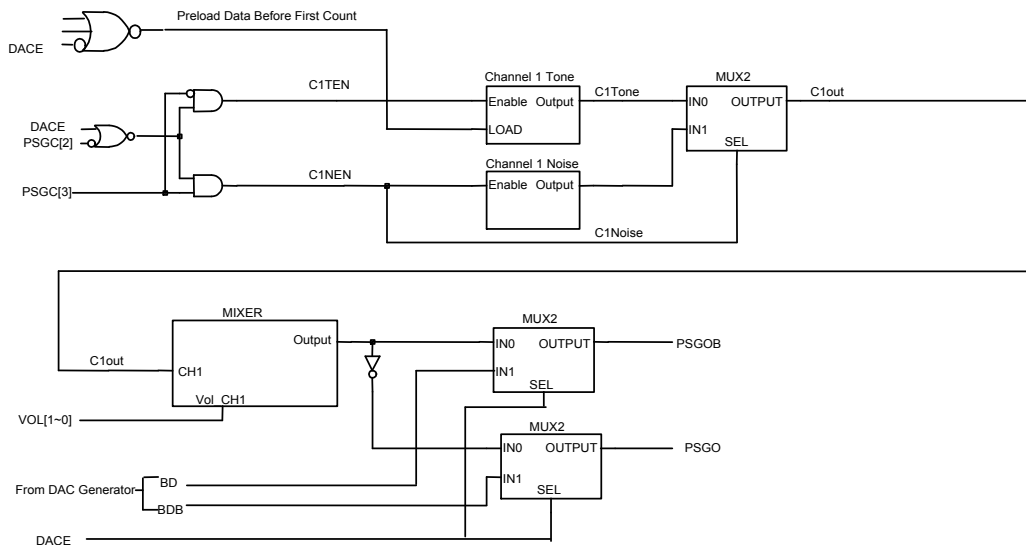 Preload Data Before First Count
DACE
Channel 1 Tone
MUX2
C1TEN
Enable Output
LOAD
C1Tone
IN0 OUTPUT
IN1
SEL
C1out
DACE
PSGC[2]
Channel 1 Noise
PSGC[3]
C1NEN
Enable Output
C1Noise
MIXER
MUX2
Output
C1out
CH1
Vol CH1
IN0 OUTPUT
IN1
SEL
PSGOB
VOL[1~0]
MUX2
IN0 OUTPUT
IN1
SEL
PSGO
From DAC Generator
BD
BDB
DACE